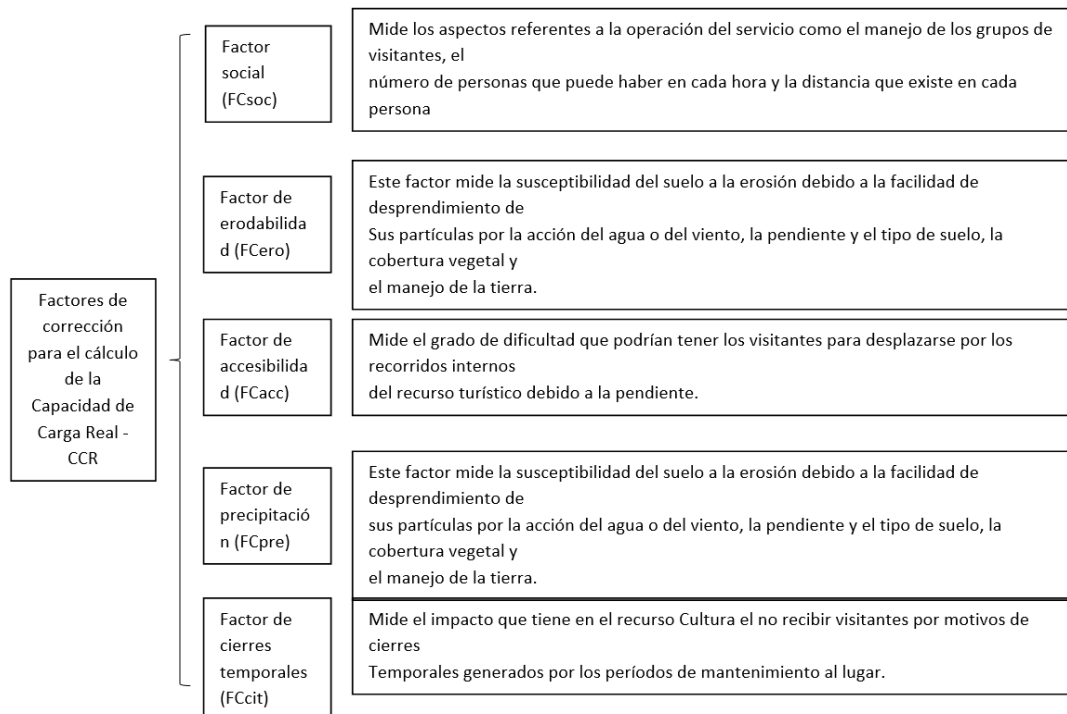 Factores de
corrección
para el cálculo
de la
Capacidad de
Carga Real -
CCR
Factor
social
(FCsoc)
Mide los aspectos referentes a la operación del servicio como el manejo de los grupos de
visitantes, el
número de personas que puede haber en cada hora y la distancia que existe en cada
persona
Factor de
erodabilida
d (FCero)
Este factor mide la susceptibilidad del suelo a la erosión debido a la facilidad de
desprendimiento de
Sus partículas por la acción del agua o del viento, la pendiente y el tipo de suelo, la
cobertura vegetal y
el manejo de la tierra.
Factor de
accesibilida
d (FCacc)
Mide el grado de dificultad que podrían tener los visitantes para desplazarse por los
recorridos internos
del recurso turístico debido a la pendiente.
Factor de
precipitació
n (FCpre)
Este factor mide la susceptibilidad del suelo a la erosión debido a la facilidad de
desprendimiento de
sus partículas por la acción del agua o del viento, la pendiente y el tipo de suelo, la
cobertura vegetal y
el manejo de la tierra.
Factor de
cierres
temporales
(FCcit)
Mide el impacto que tiene en el recurso Cultura el no recibir visitantes por motivos de
cierres
Temporales generados por los períodos de mantenimiento al lugar.